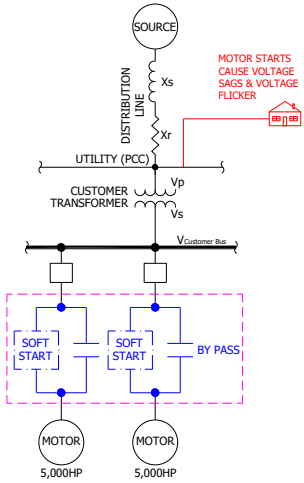 SOURCE
Xs
DISTRIBUTION
LINE
Xr
MOTOR STARTS
CAUSE VOLTAGE
SAGS & VOLTAGE
FLICKER
UTILITY (PCC)
Vp
CUSTOMER
TRANSFORMER
Vs
VCustomer Bus
SOFT
START
SOFT
START
BY PASS
MOTOR
MOTOR
5,000HP
5,000HP